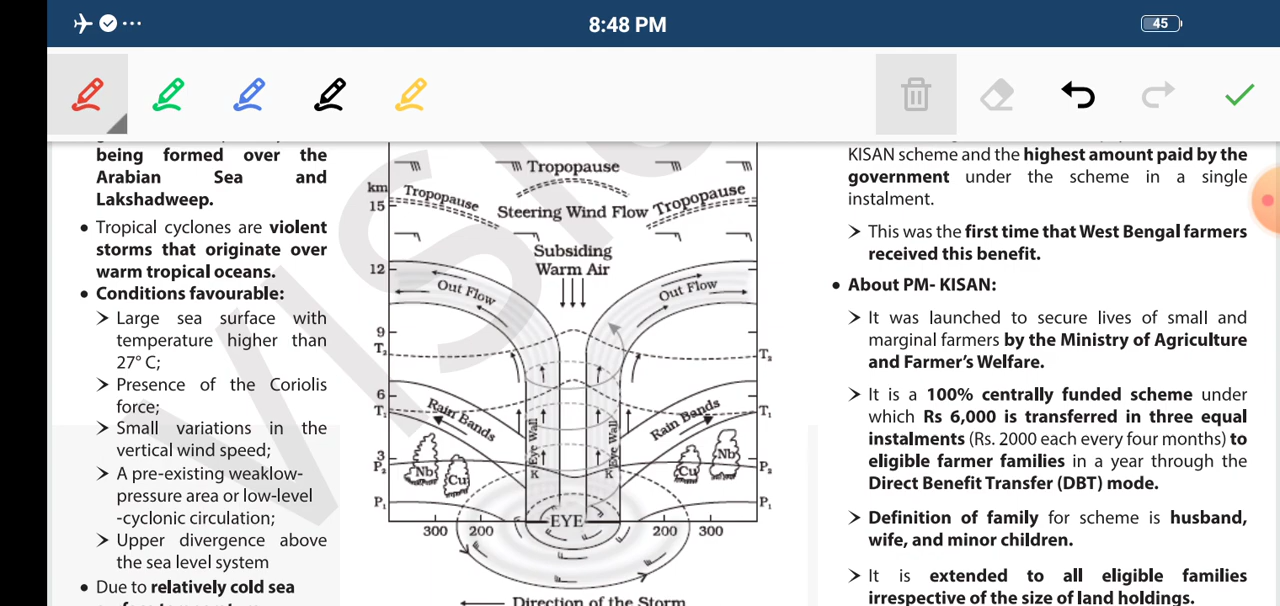 8:48 PM
45
being formed over the
Arabian Sea and
Lakshadweep.
• Tropical cyclones are violent
storms that originate over
warm tropical oceans.
• Conditions favourable:
➢ Large sea surface with
temperature higher than
27° C;
➢ Presence of the Coriolis
force;
➢ Small variations in the
vertical wind speed;
➢ A pre-existing weaklow-
pressure area or low-level
-cyclonic circulation;
➢ Upper divergence above
the sea level system
• Due to relatively cold sea
Tropopause
km
Tropopause
Tropopause
15
Steering Wind Flow
Subsiding
Warm Air
12
Out Flow
Out Flow
9
T₂
T₂
6
T₁
T₁
Rain Bands
Rain Bands
Eye Wall
Eye Wall
K
K
3
P₂
P₂
Nb
Cu
Cu
Nb
P₁
P₁
EYE
300 200
200 300
Direction of the Storm
KISAN scheme and the highest amount paid by the
government under the scheme in a single
instalment.
➢ This was the first time that West Bengal farmers
received this benefit.
• About PM- KISAN:
➢ It was launched to secure lives of small and
marginal farmers by the Ministry of Agriculture
and Farmer's Welfare.
➢ It is a 100% centrally funded scheme under
which Rs 6,000 is transferred in three equal
instalments (Rs. 2000 each every four months) to
eligible farmer families in a year through the
Direct Benefit Transfer (DBT) mode.
➢ Definition of family for scheme is husband,
wife, and minor children.
➢ It is extended to all eligible families
irrespective of the size of land holdings.